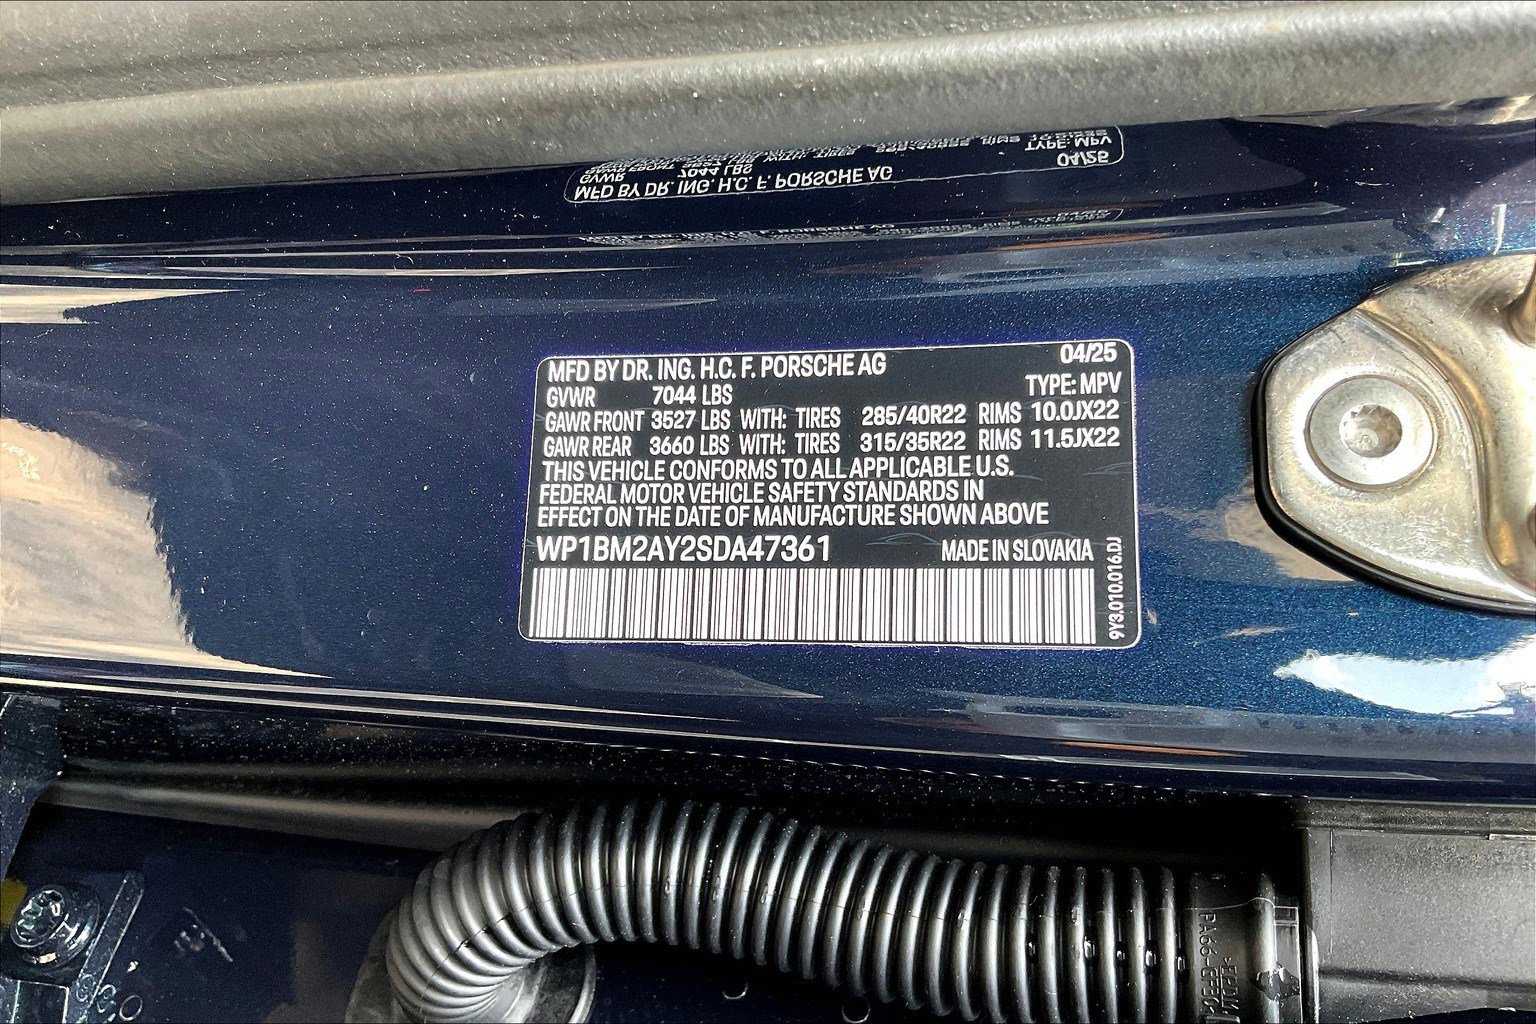 MFD BY DR. ING. H.C. F. PORSCHE AG 04/25
GVWR 7044 LBS TYPE: MPV
GAWR FRONT 3527 LBS WITH: TIRES 285/40R22 RIMS 10.0JX22
GAWR REAR 3660 LBS WITH: TIRES 315/35R22 RIMS 11.5JX22
THIS VEHICLE CONFORMS TO ALL APPLICABLE U.S.
FEDERAL MOTOR VEHICLE SAFETY STANDARDS IN
EFFECT ON THE DATE OF MANUFACTURE SHOWN ABOVE
WP1BM2AY2SDA47361 MADE IN SLOVAKIA
9Y3.010.016.DJ